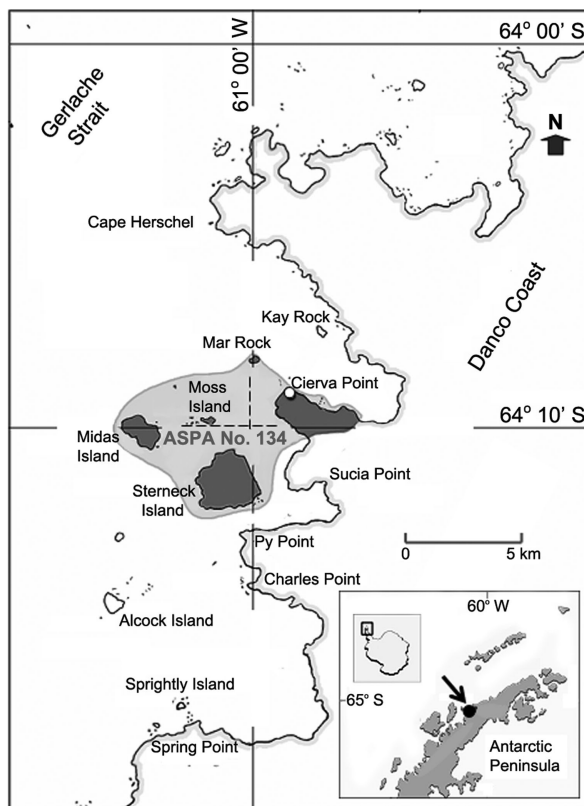 61° 00' W
64° 00' S
Gerlache
Strait
N
Cape Herschel
Danco Coast
Kay Rock
Mar Rock
Cierva Point
Moss
Island
64° 10' S
Midas
Island
ASPA No. 134
Sucia Point
Sterneck
Island
Py Point
0 5 km
Charles Point
Alcock Island
60° W
Sprightly Island
65° S
Spring Point
Antarctic
Peninsula